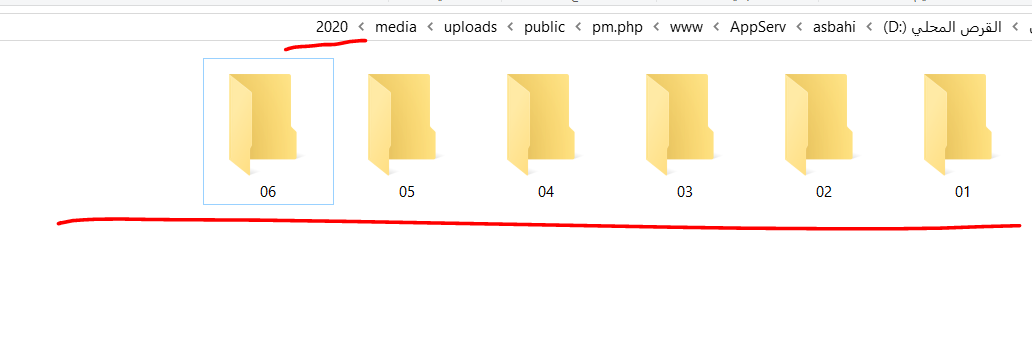 القرص المحلي (D:) › asbahi › AppServ › www › pm.php › public › uploads › media › 2020
01 02 03 04 05 06